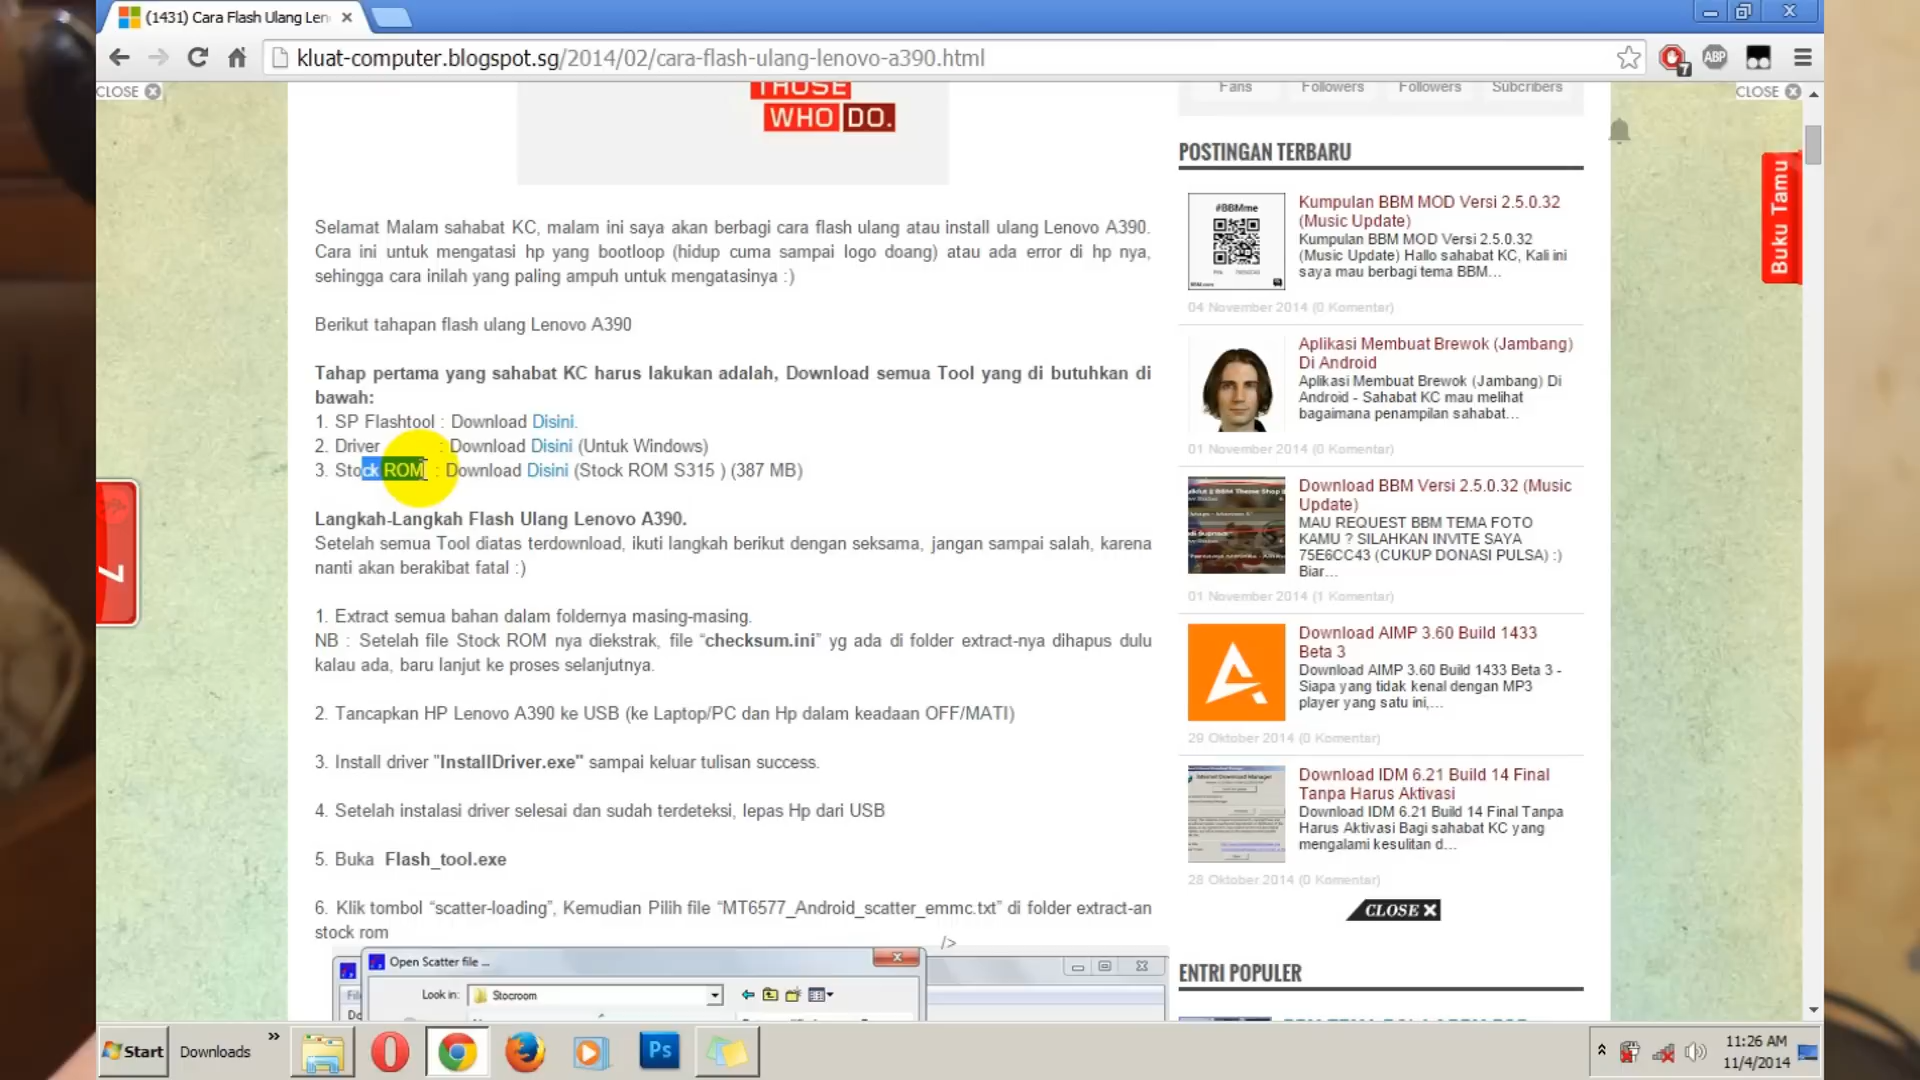 (1431) Cara Flash Ulang Len
kluat-computer.blogspot.sg/2014/02/cara-flash-ulang-lenovo-a390.html
7
ABP
CLOSE
CLOSE
THOSE
WHO DO.
Fans Followers Followers Subcribers
Selamat Malam sahabat KC, malam ini saya akan berbagi cara flash ulang atau install ulang Lenovo A390.
Cara ini untuk mengatasi hp yang bootloop (hidup cuma sampai logo doang) atau ada error di hp nya,
sehingga cara inilah yang paling ampuh untuk mengatasinya :)
Berikut tahapan flash ulang Lenovo A390
Tahap pertama yang sahabat KC harus lakukan adalah, Download semua Tool yang di butuhkan di
bawah:
1. SP Flashtool : Download Disini.
2. Driver : Download Disini (Untuk Windows)
3. Stock ROM : Download Disini (Stock ROM S315 ) (387 MB)
Langkah-Langkah Flash Ulang Lenovo A390.
Setelah semua Tool diatas terdownload, ikuti langkah berikut dengan seksama, jangan sampai salah, karena
nanti akan berakibat fatal :)
1. Extract semua bahan dalam foldernya masing-masing.
NB : Setelah file Stock ROM nya diekstrak, file “checksum.ini” yg ada di folder extract-nya dihapus dulu
kalau ada, baru lanjut ke proses selanjutnya.
2. Tancapkan HP Lenovo A390 ke USB (ke Laptop/PC dan Hp dalam keadaan OFF/MATI)
3. Install driver "InstallDriver.exe" sampai keluar tulisan success.
4. Setelah instalasi driver selesai dan sudah terdeteksi, lepas Hp dari USB
5. Buka Flash_tool.exe
6. Klik tombol “scatter-loading”, Kemudian Pilih file “MT6577_Android_scatter_emmc.txt” di folder extract-an
stock rom
/>
Open Scatter file ...
Look in: Stocroom
POSTINGAN TERBARU
#BBMme
Kumpulan BBM MOD Versi 2.5.0.32
(Music Update)
Kumpulan BBM MOD Versi 2.5.0.32
(Music Update) Hallo sahabat KC, Kali ini
saya mau berbagi tema BBM...
04 November 2014 (0 Komentar)
Aplikasi Membuat Brewok (Jambang)
Di Android
Aplikasi Membuat Brewok (Jambang) Di
Android - Sahabat KC mau melihat
bagaimana penampilan sahabat...
01 November 2014 (0 Komentar)
Download BBM Versi 2.5.0.32 (Music
Update)
MAU REQUEST BBM TEMA FOTO
KAMU ? SILAHKAN INVITE SAYA
75E6CC43 (CUKUP DONASI PULSA) :)
Biar...
01 November 2014 (1 Komentar)
Download AIMP 3.60 Build 1433
Beta 3
Download AIMP 3.60 Build 1433 Beta 3 -
Siapa yang tidak kenal dengan MP3
player yang satu ini,...
29 Oktober 2014 (0 Komentar)
Download IDM 6.21 Build 14 Final
Tanpa Harus Aktivasi
Download IDM 6.21 Build 14 Final Tanpa
Harus Aktivasi Bagi sahabat KC yang
mengalami kesulitan d...
28 Oktober 2014 (0 Komentar)
CLOSE
ENTRI POPULER
Buku Tamu
7
Start
Downloads
Ps
11:26 AM
11/4/2014